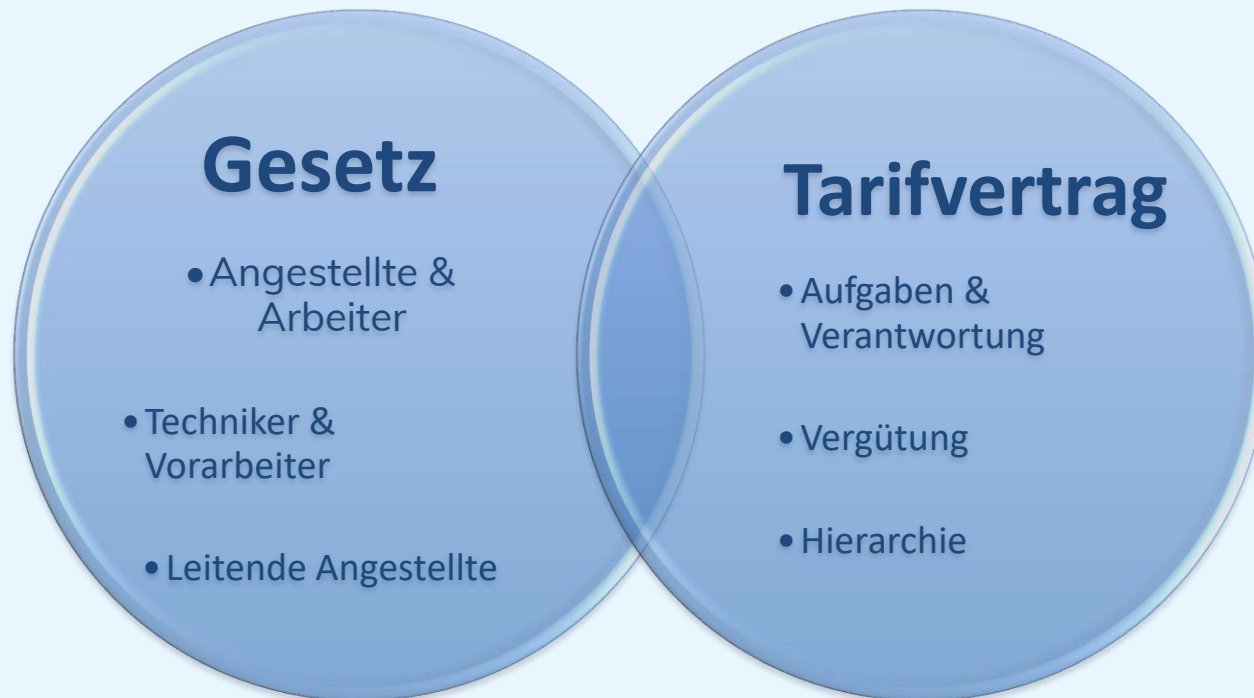 Gesetz
• Angestellte &
Arbeiter
• Techniker &
Vorarbeiter
• Leitende Angestellte
Tarifvertrag
• Aufgaben &
Verantwortung
• Vergütung
• Hierarchie